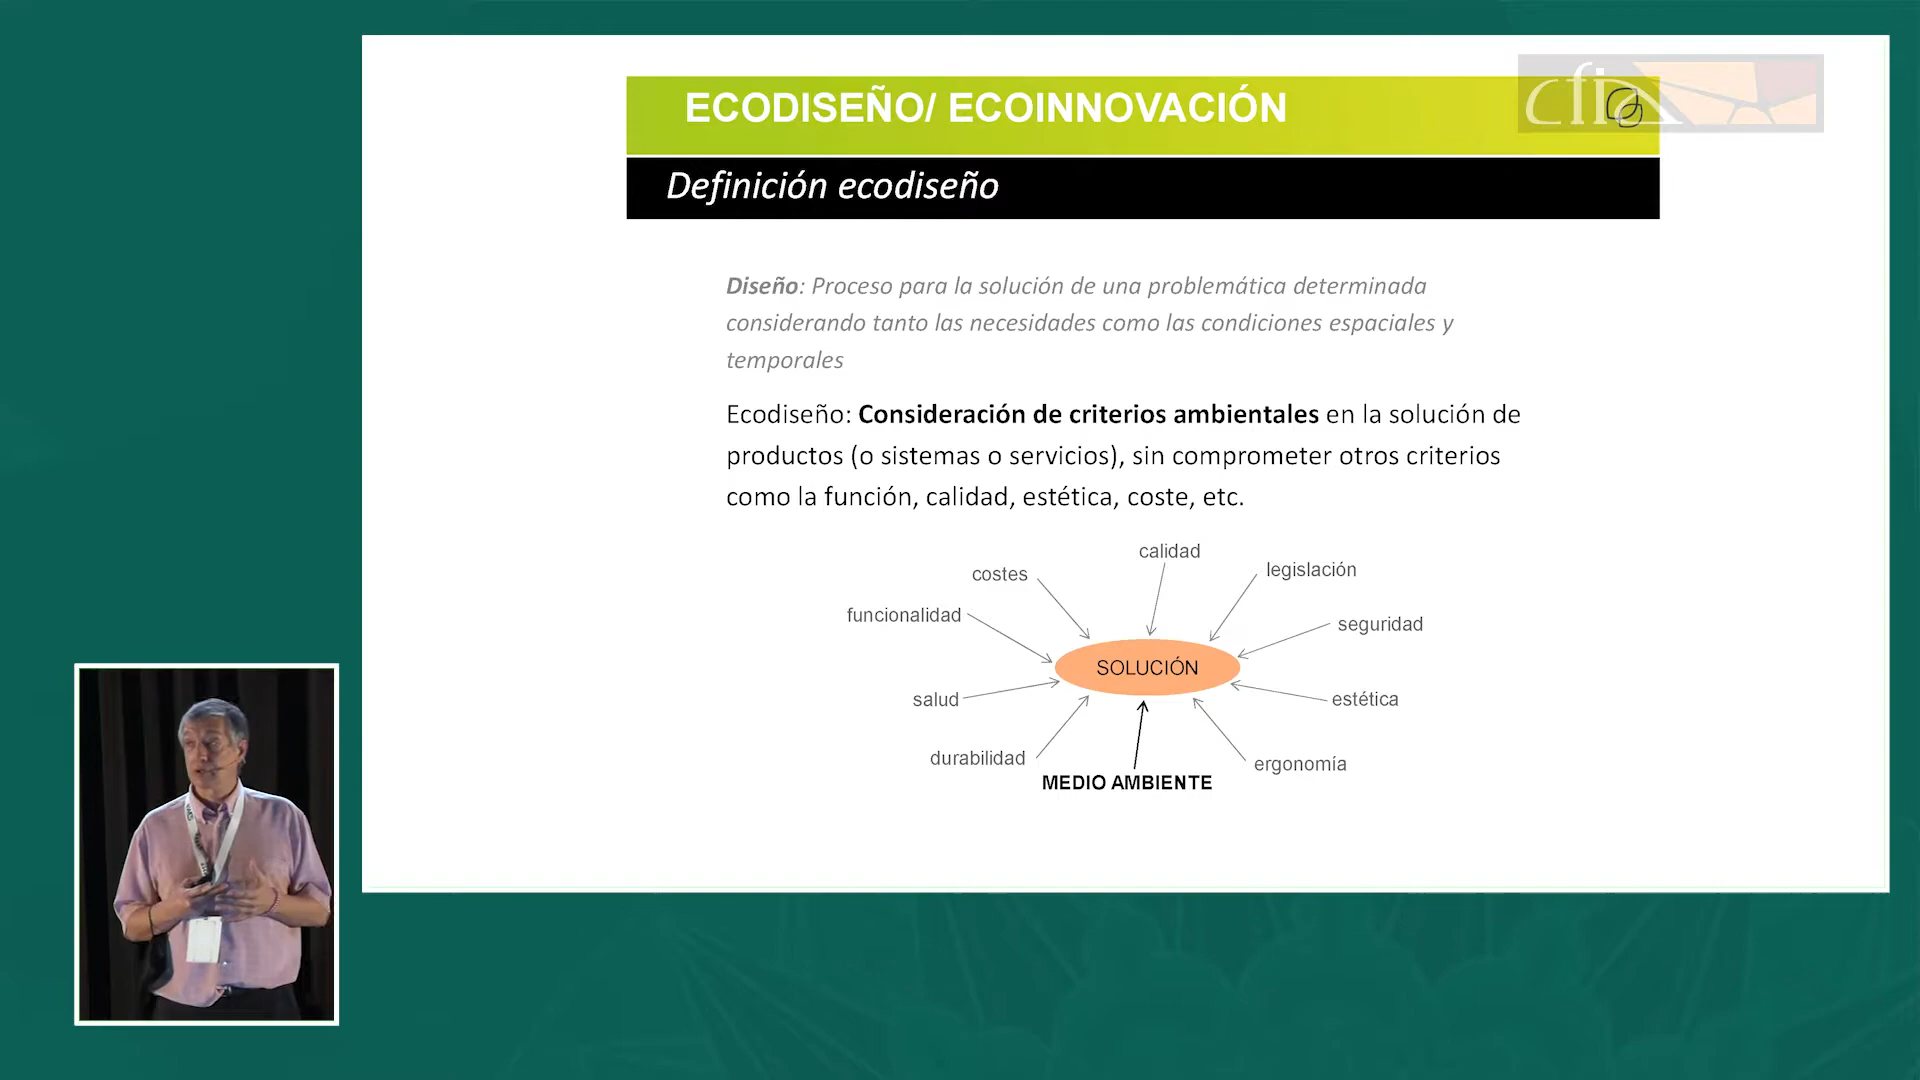 cfia
ECODISEÑO/ ECOINNOVACIÓN
Definición ecodiseño
Diseño: Proceso para la solución de una problemática determinada
considerando tanto las necesidades como las condiciones espaciales y
temporales
Ecodiseño: Consideración de criterios ambientales en la solución de
productos (o sistemas o servicios), sin comprometer otros criterios
como la función, calidad, estética, coste, etc.
calidad
costes
legislación
funcionalidad
seguridad
SOLUCIÓN
salud
estética
durabilidad
ergonomía
MEDIO AMBIENTE